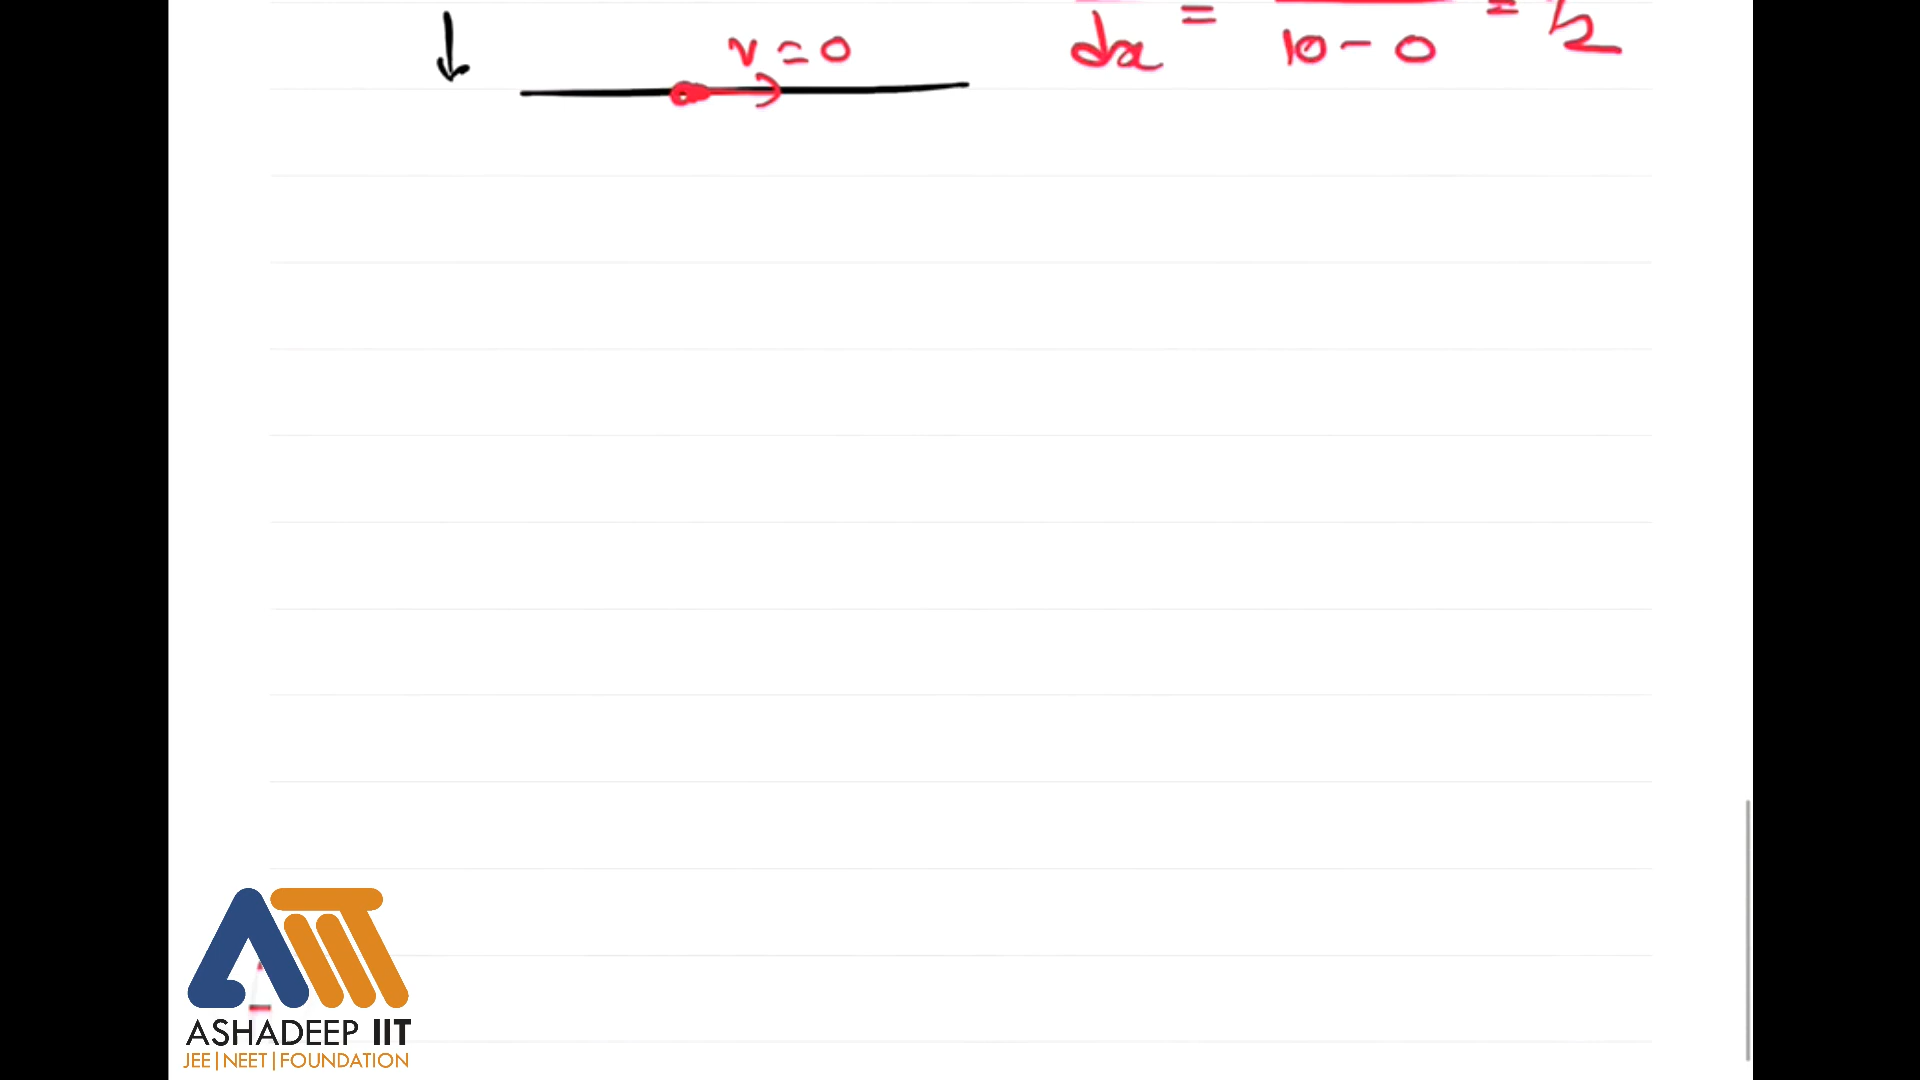 v = 0
dx = 10 - 0 = 2
ASHADEEP IIT
JEE|NEET|FOUNDATION